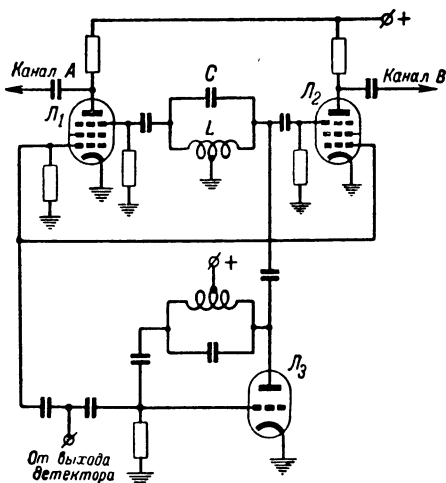 +
Канал А
C
Л2
Канал В
Л1
L
+
Л3
От выхода
детектора